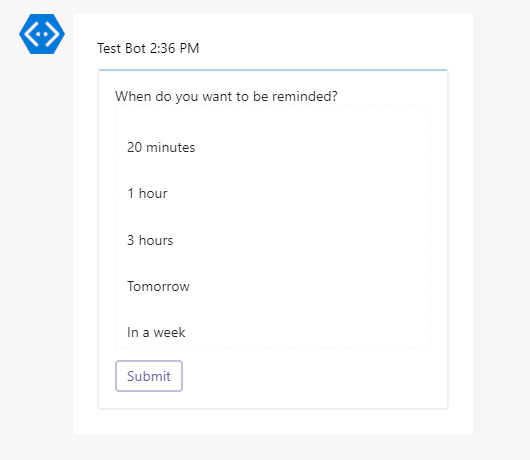 Test Bot 2:36 PM
When do you want to be reminded?
20 minutes
1 hour
3 hours
Tomorrow
In a week
Submit